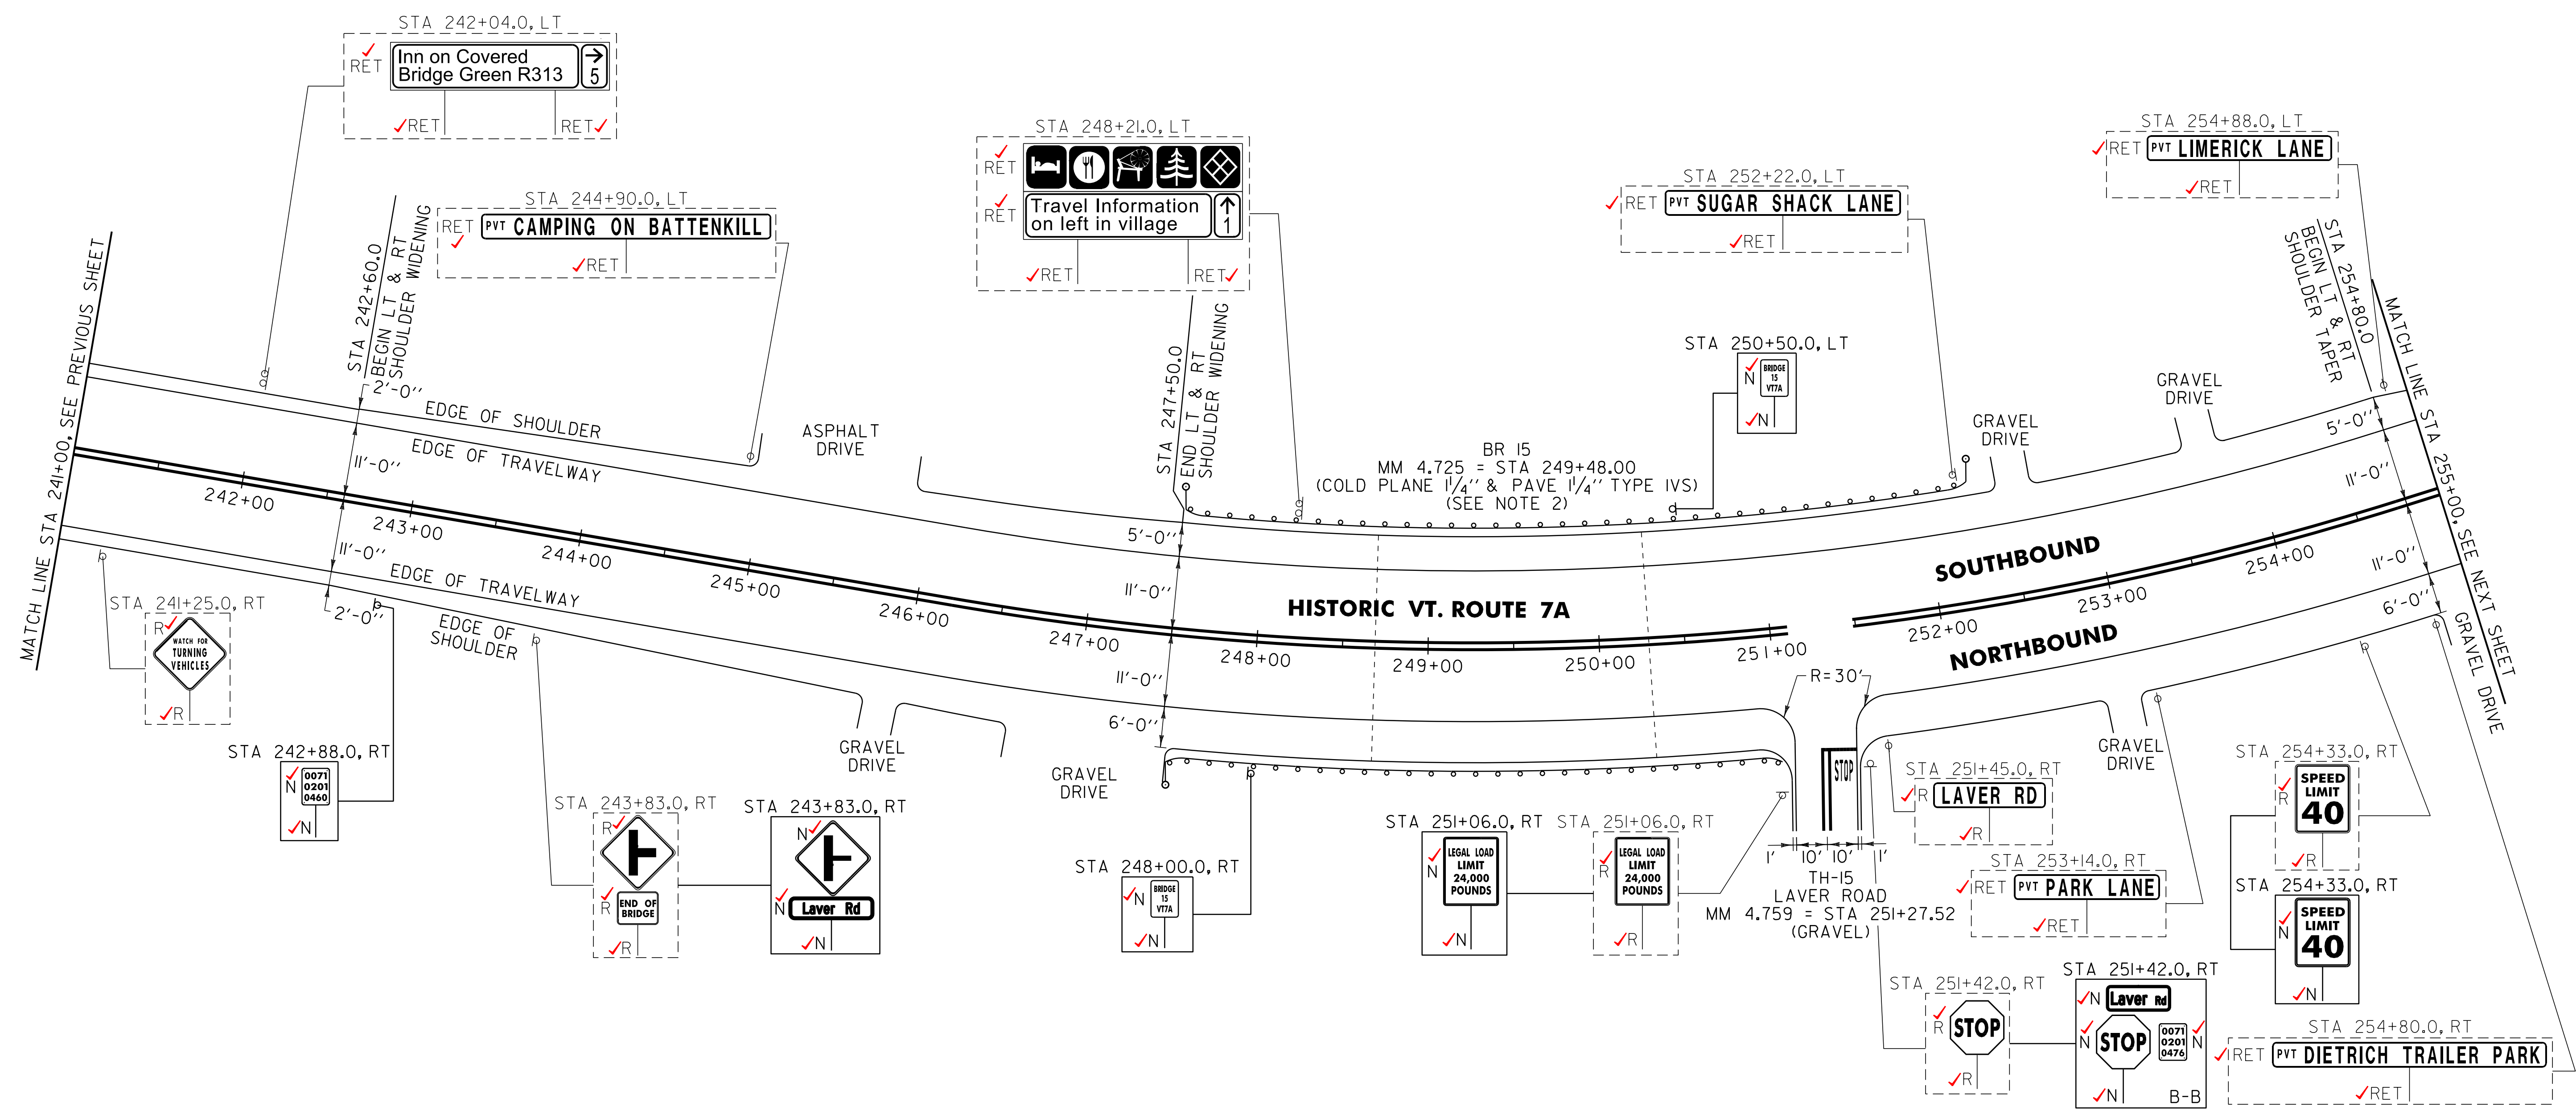 STA 242+04.0, LT
RET
Inn on Covered
Bridge Green R313
5
RET
RET
STA 244+90.0, LT
RET
PVT CAMPING ON BATTENKILL
RET
STA 248+21.0, LT
RET
RET
Travel Information
on left in village
1
RET
RET
STA 252+22.0, LT
RET
PVT SUGAR SHACK LANE
RET
STA 254+88.0, LT
RET
PVT LIMERICK LANE
RET
STA 250+50.0, LT
N
BRIDGE
15
VT7A
N
MATCH LINE STA 241+00, SEE PREVIOUS SHEET
STA 242+60.0
BEGIN LT & RT
SHOULDER WIDENING
2'-0"
EDGE OF SHOULDER
EDGE OF TRAVELWAY
11'-0"
11'-0"
2'-0"
EDGE OF TRAVELWAY
EDGE OF
SHOULDER
ASPHALT
DRIVE
STA 247+50.0
END LT & RT
SHOULDER WIDENING
5'-0"
11'-0"
11'-0"
6'-0"
BR 15
MM 4.725 = STA 249+48.00
(COLD PLANE 1 1/4" & PAVE 1 1/4" TYPE IVS)
(SEE NOTE 2)
GRAVEL
DRIVE
GRAVEL
DRIVE
STA 254+80.0
BEGIN LT & RT
SHOULDER TAPER
MATCH LINE STA 255+00, SEE NEXT SHEET
5'-0"
11'-0"
11'-0"
6'-0"
GRAVEL DRIVE
242+00
243+00
244+00
245+00
246+00
247+00
248+00
249+00
250+00
251+00
252+00
253+00
254+00
HISTORIC VT. ROUTE 7A
SOUTHBOUND
NORTHBOUND
R=30'
STOP
1'
10'
10'
1'
TH-15
LAVER ROAD
MM 4.759 = STA 251+27.52
(GRAVEL)
GRAVEL
DRIVE
GRAVEL
DRIVE
GRAVEL
DRIVE
STA 241+25.0, RT
R
WATCH FOR
TURNING
VEHICLES
R
STA 242+88.0, RT
N
0071
0201
0460
N
STA 243+83.0, RT
R
R
END OF
BRIDGE
R
STA 243+83.0, RT
N
N
Laver Rd
N
STA 248+00.0, RT
N
BRIDGE
15
VT7A
N
STA 251+06.0, RT
N
LEGAL LOAD
LIMIT
24,000
POUNDS
N
STA 251+06.0, RT
R
LEGAL LOAD
LIMIT
24,000
POUNDS
R
STA 251+45.0, RT
R
LAVER RD
R
STA 253+14.0, RT
RET
PVT PARK LANE
RET
STA 254+33.0, RT
R
SPEED
LIMIT
40
R
STA 254+33.0, RT
N
SPEED
LIMIT
40
N
STA 251+42.0, RT
R
STOP
R
STA 251+42.0, RT
N
Laver Rd
N
STOP
0071
0201
0476
N
N
B-B
STA 254+80.0, RT
RET
PVT DIETRICH TRAILER PARK
RET